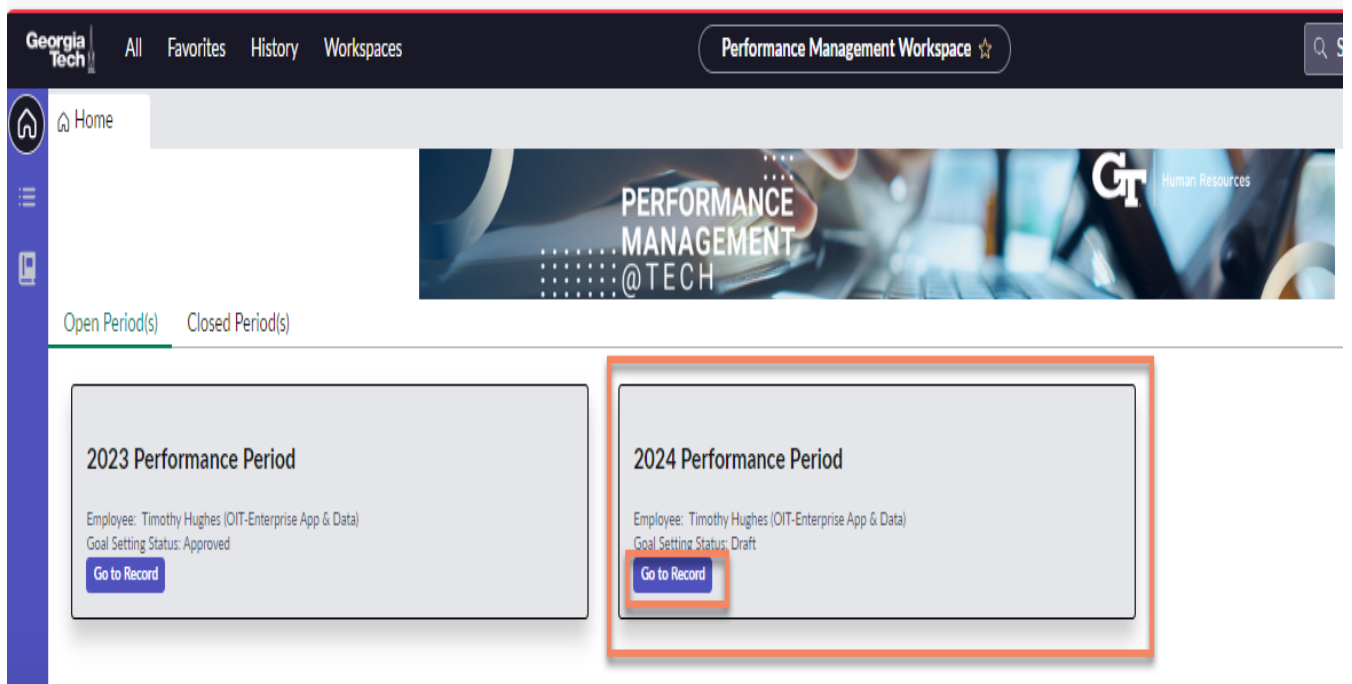 Georgia
Tech
All Favorites History Workspaces Performance Management Workspace ☆ S
Home
PERFORMANCE
MANAGEMENT
@TECH
GT Human Resources
Open Period(s) Closed Period(s)
2023 Performance Period
Employee: Timothy Hughes (OIT-Enterprise App & Data)
Goal Setting Status: Approved
Go to Record
2024 Performance Period
Employee: Timothy Hughes (OIT-Enterprise App & Data)
Goal Setting Status: Draft
Go to Record